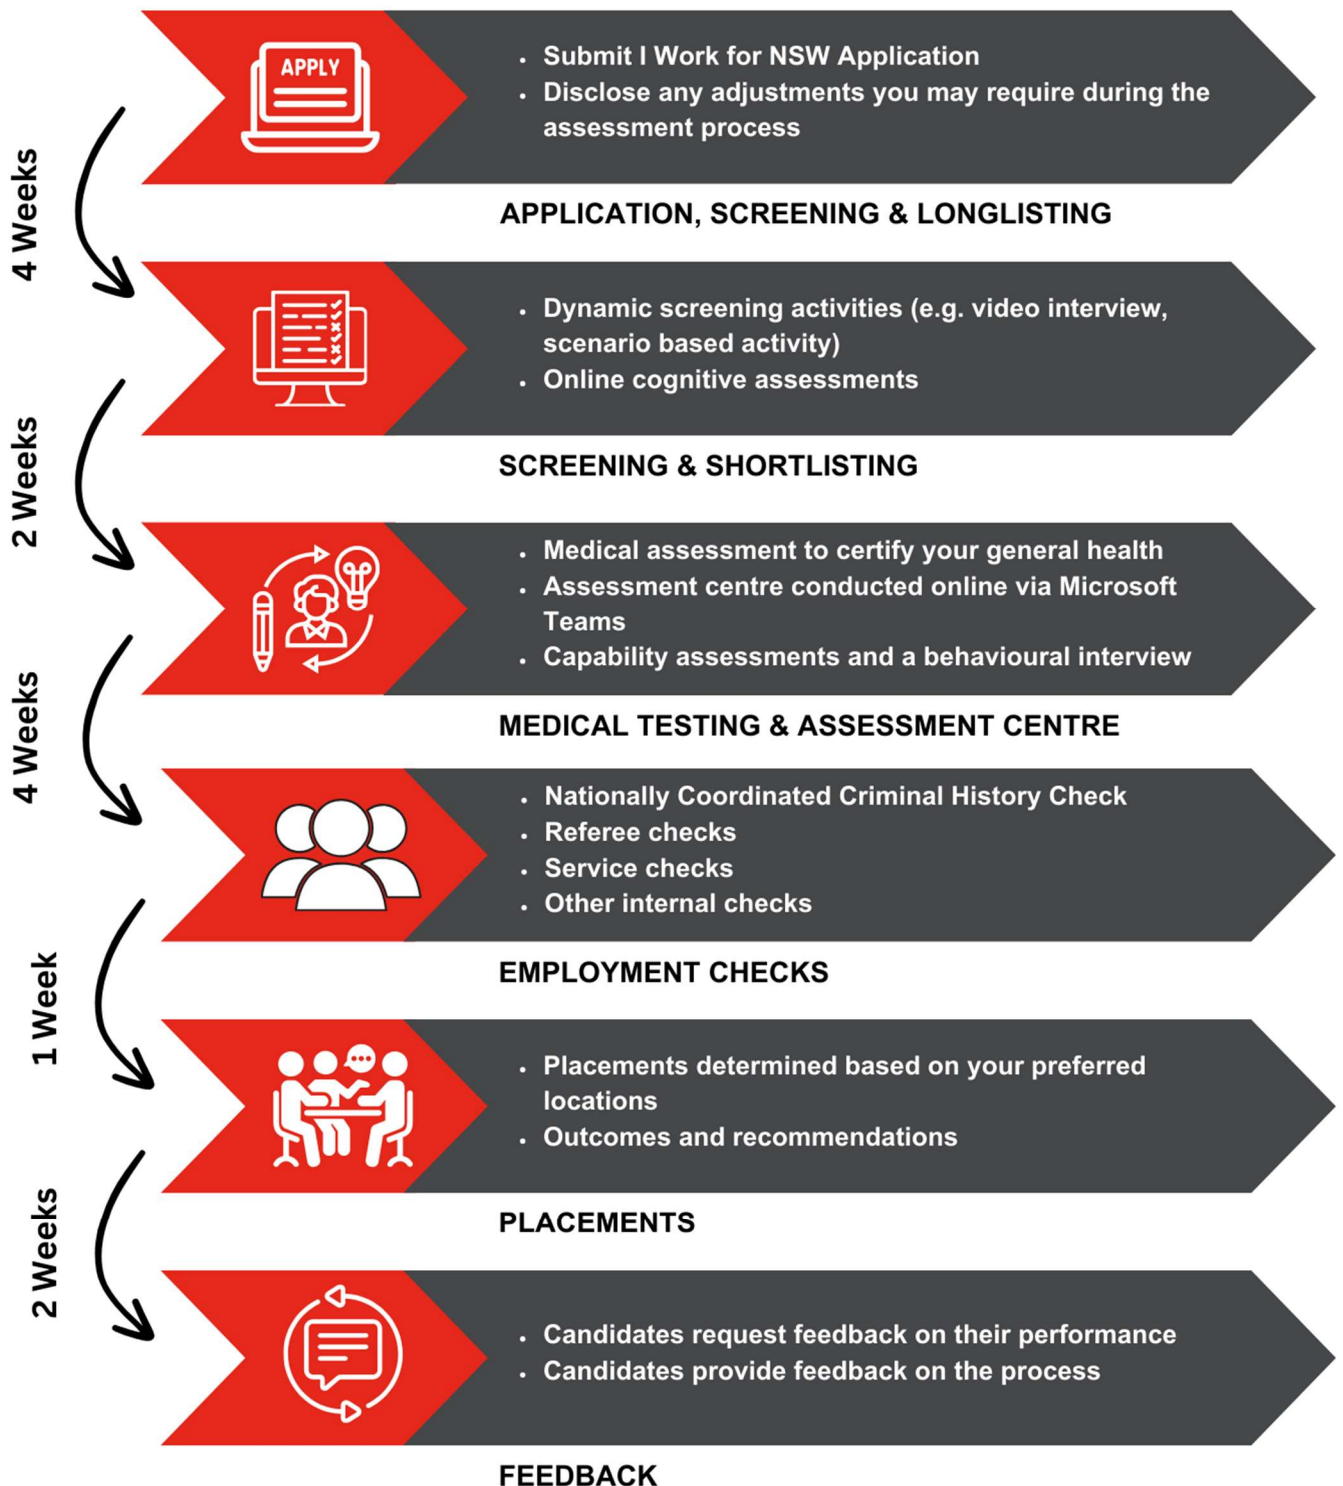 APPLY
• Submit I Work for NSW Application
• Disclose any adjustments you may require during the
assessment process
APPLICATION, SCREENING & LONGLISTING
4 Weeks
• Dynamic screening activities (e.g. video interview,
scenario based activity)
• Online cognitive assessments
SCREENING & SHORTLISTING
2 Weeks
• Medical assessment to certify your general health
• Assessment centre conducted online via Microsoft
Teams
• Capability assessments and a behavioural interview
MEDICAL TESTING & ASSESSMENT CENTRE
4 Weeks
• Nationally Coordinated Criminal History Check
• Referee checks
• Service checks
• Other internal checks
EMPLOYMENT CHECKS
1 Week
• Placements determined based on your preferred
locations
• Outcomes and recommendations
PLACEMENTS
2 Weeks
• Candidates request feedback on their performance
• Candidates provide feedback on the process
FEEDBACK